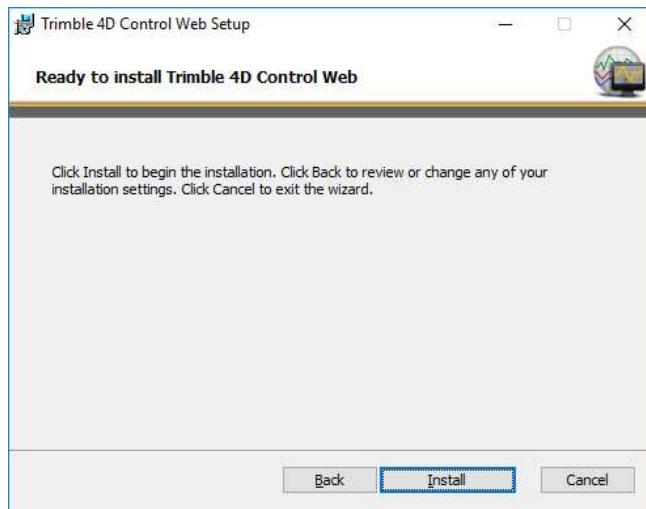 Trimble 4D Control Web Setup
Ready to install Trimble 4D Control Web
Click Install to begin the installation. Click Back to review or change any of your
installation settings. Click Cancel to exit the wizard.
Back Install Cancel